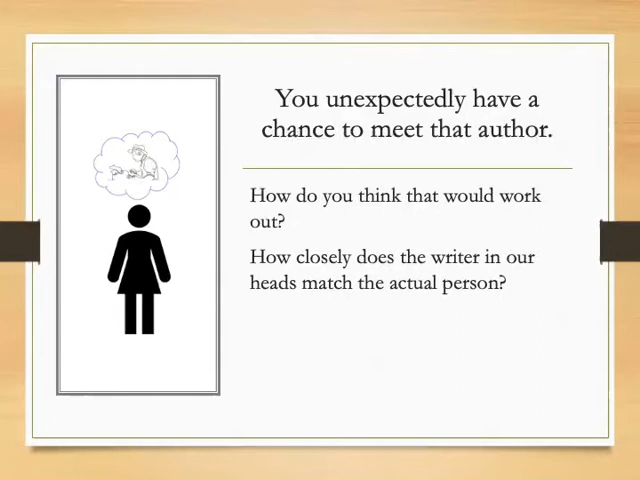 You unexpectedly have a
chance to meet that author.
How do you think that would work
out?
How closely does the writer in our
heads match the actual person?